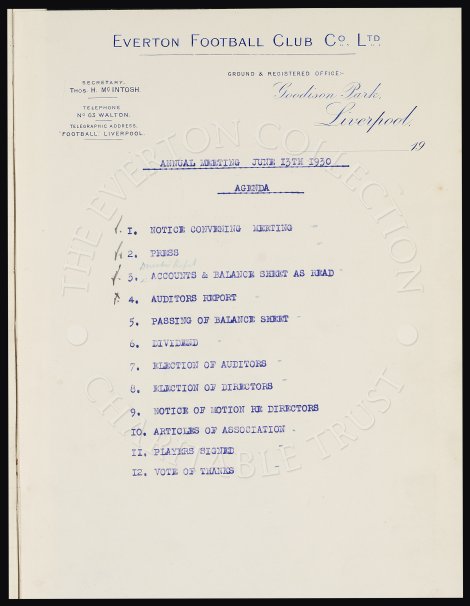 EVERTON FOOTBALL CLUB CO. LTD.
SECRETARY,
THOS. H. McINTOSH.
TELEPHONE
No 63 WALTON.
TELEGRAPHIC ADDRESS,
"FOOTBALL, LIVERPOOL."
GROUND & REGISTERED OFFICE:-
Goodison Park,
Liverpool,
19
ANNUAL MEETING JUNE 13TH 1930
AGENDA
1. NOTICE CONVENING MEETING
2. PRESS
3. ACCOUNTS & BALANCE SHEET AS READ
4. AUDITORS REPORT
5. PASSING OF BALANCE SHEET
6. DIVIDEND
7. ELECTION OF AUDITORS
8. ELECTION OF DIRECTORS
9. NOTICE OF MOTION RE DIRECTORS
10. ARTICLES OF ASSOCIATION
11. PLAYERS SIGNED
12. VOTE OF THANKS
THE EVERTON COLLECTION
CHARITABLE TRUST